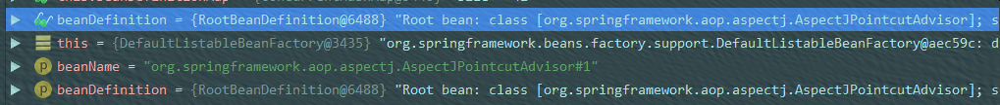 beanDefinition = {RootBeanDefinition@6488} "Root bean: class [org.springframework.aop.aspectj.AspectJPointcutAdvisor]; s
this = {DefaultListableBeanFactory@3435} "org.springframework.beans.factory.support.DefaultListableBeanFactory@aec59c: d
beanName = "org.springframework.aop.aspectj.AspectJPointcutAdvisor#1"
beanDefinition = {RootBeanDefinition@6488} "Root bean: class [org.springframework.aop.aspectj.AspectJPointcutAdvisor]; s